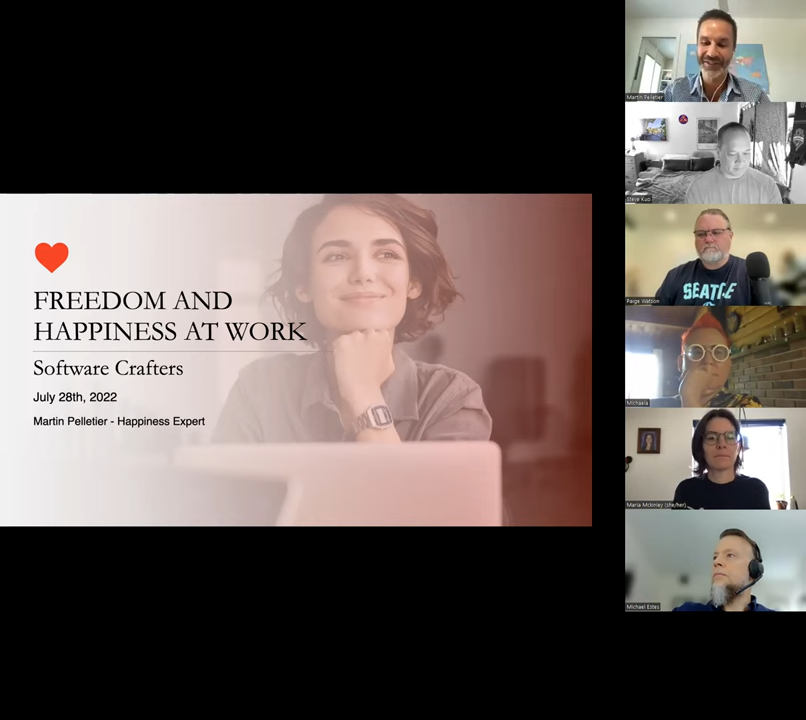 FREEDOM AND
HAPPINESS AT WORK
Software Crafters
July 28th, 2022
Martin Pelletier - Happiness Expert
Martin Pelletier
Steve Kuo
Paige Watson
SEATTLE
Michaela
Maria Mckinley (she/her)
Michael Estes